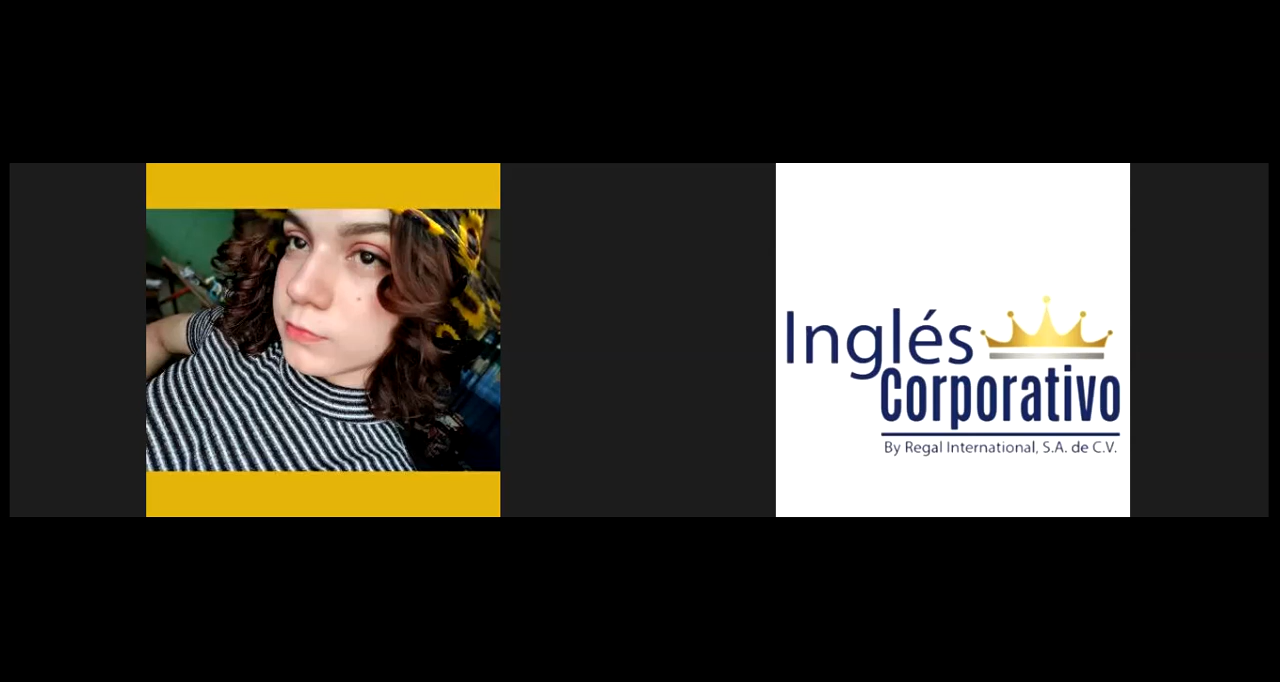 Inglés
Corporativo
By Regal International, S.A. de C.V.